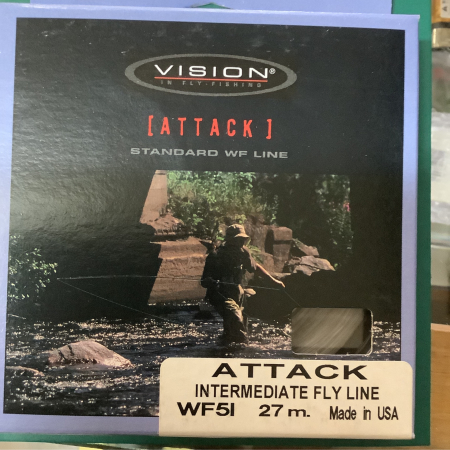 VISION®
IN FLY-FISHING
[ATTACK]
STANDARD WF LINE
ATTACK
INTERMEDIATE FLY LINE
WF5I 27 m. Made in USA